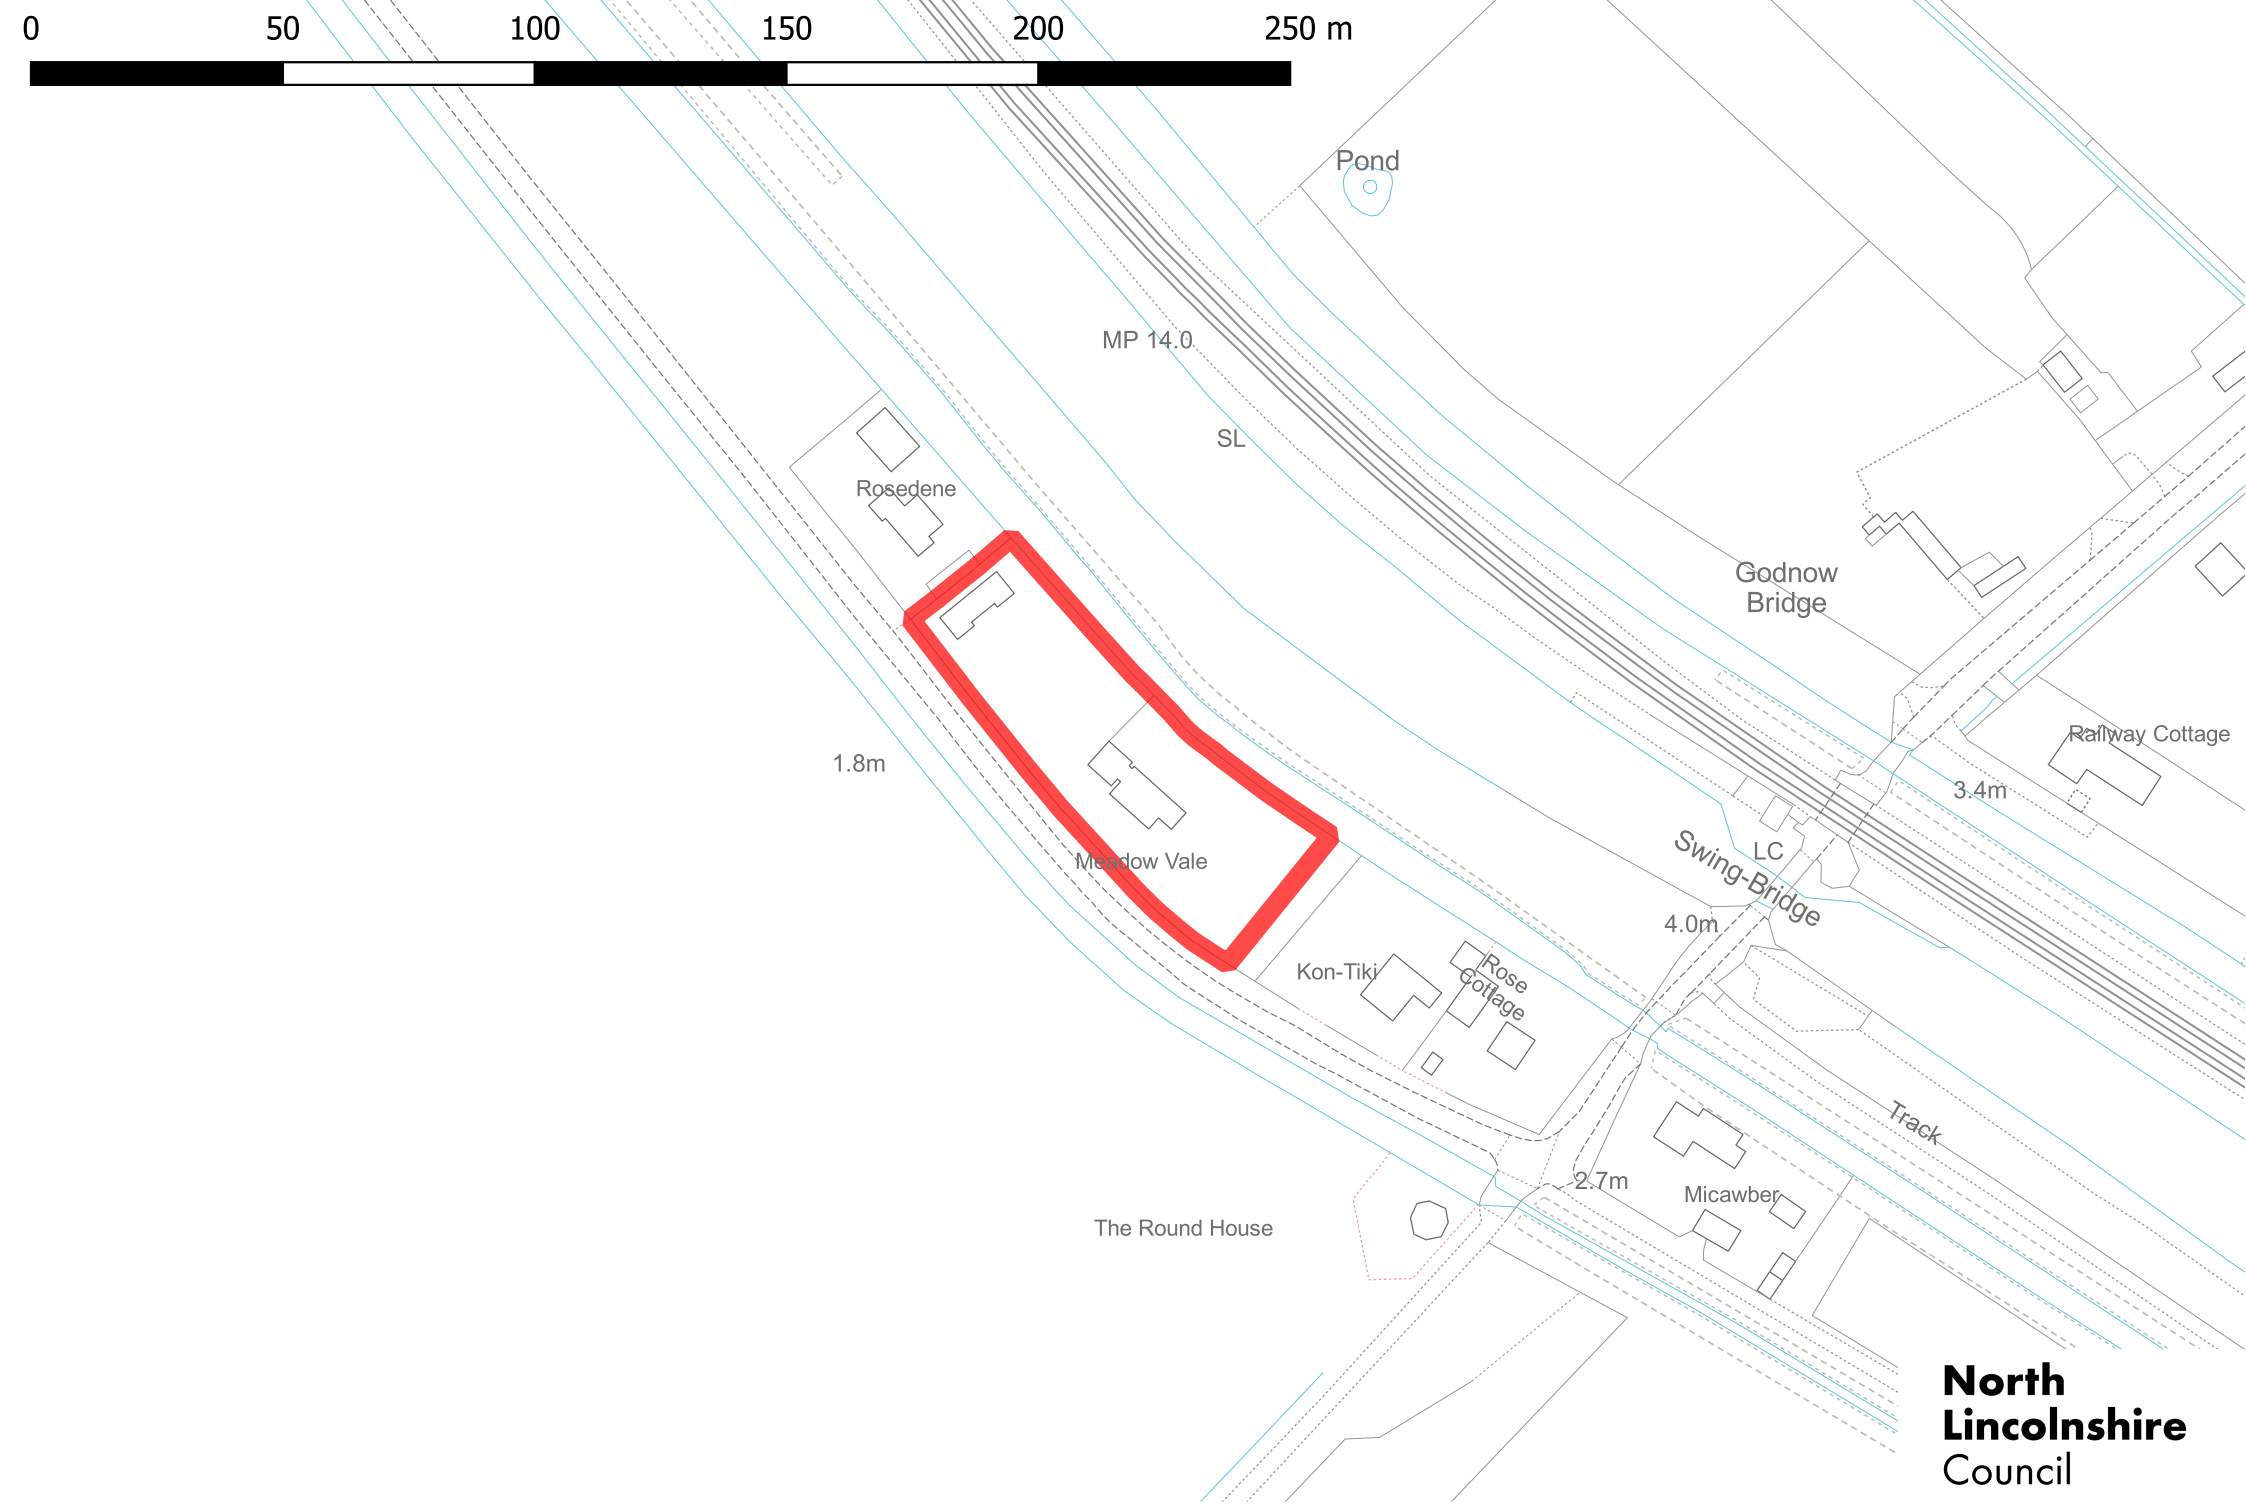 0 50 100 150 200 250 m
Pond
MP 14.0
SL
Rosedene
Godnow
Bridge
Railway Cottage
1.8m
3.4m
Swing-Bridge
LC
Meadow Vale
4.0m
Kon-Tiki
Rose
Cottage
Track
2.7m
Micawber
The Round House
North
Lincolnshire
Council